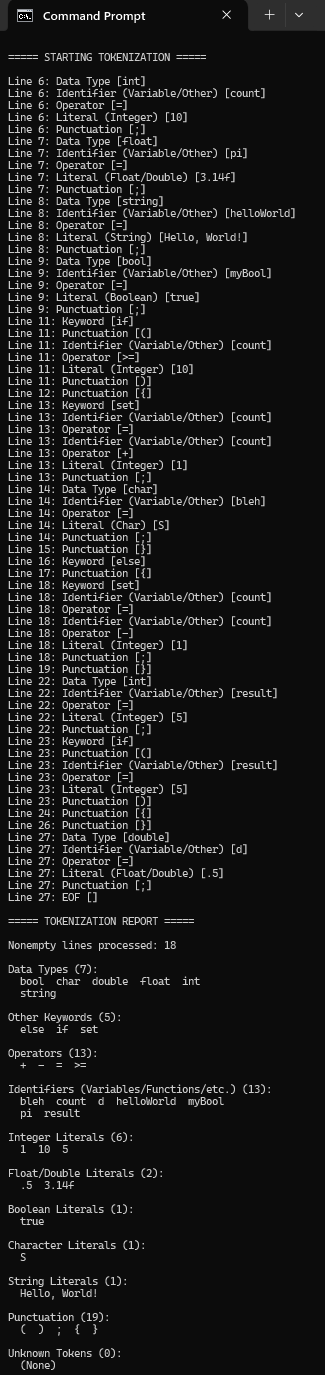 Command Prompt
===== STARTING TOKENIZATION =====
Line 6: Data Type [int]
Line 6: Identifier (Variable/Other) [count]
Line 6: Operator [=]
Line 6: Literal (Integer) [10]
Line 6: Punctuation [;]
Line 7: Data Type [float]
Line 7: Identifier (Variable/Other) [pi]
Line 7: Operator [=]
Line 7: Literal (Float/Double) [3.14f]
Line 7: Punctuation [;]
Line 8: Data Type [string]
Line 8: Identifier (Variable/Other) [helloWorld]
Line 8: Operator [=]
Line 8: Literal (String) [Hello, World!]
Line 8: Punctuation [;]
Line 9: Data Type [bool]
Line 9: Identifier (Variable/Other) [myBool]
Line 9: Operator [=]
Line 9: Literal (Boolean) [true]
Line 9: Punctuation [;]
Line 11: Keyword [if]
Line 11: Punctuation [(]
Line 11: Identifier (Variable/Other) [count]
Line 11: Operator [>=]
Line 11: Literal (Integer) [10]
Line 11: Punctuation [)]
Line 12: Punctuation [{]
Line 13: Keyword [set]
Line 13: Identifier (Variable/Other) [count]
Line 13: Operator [=]
Line 13: Identifier (Variable/Other) [count]
Line 13: Operator [+]
Line 13: Literal (Integer) [1]
Line 13: Punctuation [;]
Line 14: Data Type [char]
Line 14: Identifier (Variable/Other) [bleh]
Line 14: Operator [=]
Line 14: Literal (Char) [S]
Line 14: Punctuation [;]
Line 15: Punctuation [}]
Line 16: Keyword [else]
Line 17: Punctuation [{]
Line 18: Keyword [set]
Line 18: Identifier (Variable/Other) [count]
Line 18: Operator [=]
Line 18: Identifier (Variable/Other) [count]
Line 18: Operator [-]
Line 18: Literal (Integer) [1]
Line 18: Punctuation [;]
Line 19: Punctuation [}]
Line 22: Data Type [int]
Line 22: Identifier (Variable/Other) [result]
Line 22: Operator [=]
Line 22: Literal (Integer) [5]
Line 22: Punctuation [;]
Line 23: Keyword [if]
Line 23: Punctuation [(]
Line 23: Identifier (Variable/Other) [result]
Line 23: Operator [=]
Line 23: Literal (Integer) [5]
Line 23: Punctuation [)]
Line 24: Punctuation [{]
Line 26: Punctuation [}]
Line 27: Data Type [double]
Line 27: Identifier (Variable/Other) [d]
Line 27: Operator [=]
Line 27: Literal (Float/Double) [.5]
Line 27: Punctuation [;]
Line 27: EOF []
===== TOKENIZATION REPORT =====
Nonempty lines processed: 18
Data Types (7):
bool char double float int
string
Other Keywords (5):
else if set
Operators (13):
+ - = >=
Identifiers (Variables/Functions/etc.) (13):
bleh count d helloWorld myBool
pi result
Integer Literals (6):
1 10 5
Float/Double Literals (2):
.5 3.14f
Boolean Literals (1):
true
Character Literals (1):
S
String Literals (1):
Hello, World!
Punctuation (19):
( ) ; { }
Unknown Tokens (0):
(None)